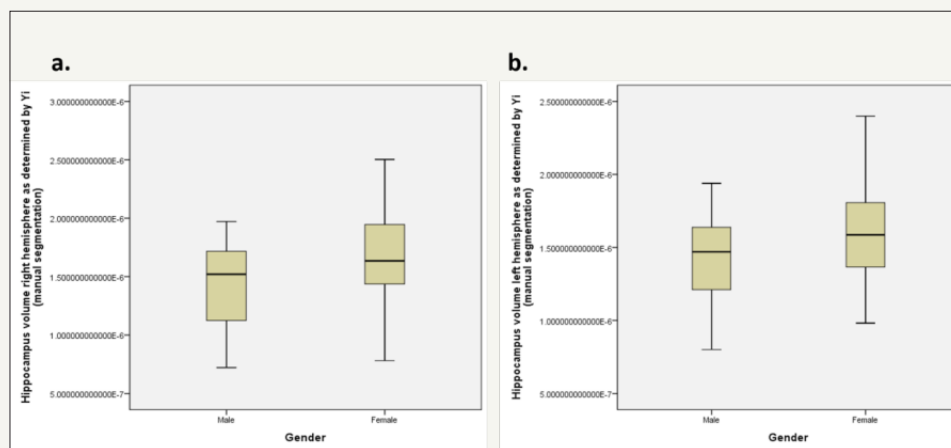 a.
Hippocampus volume right hemisphere as determined by Yi
(manual segmentation)
3.000000000000E-6
2.500000000000E-6
2.000000000000E-6
1.500000000000E-6
1.000000000000E-6
5.000000000000E-7
Male
Female
Gender
b.
Hippocampus volume left hemisphere as determined by Yi
(manual segmentation)
2.500000000000E-6
2.000000000000E-6
1.500000000000E-6
1.000000000000E-6
5.000000000000E-7
Male
Female
Gender